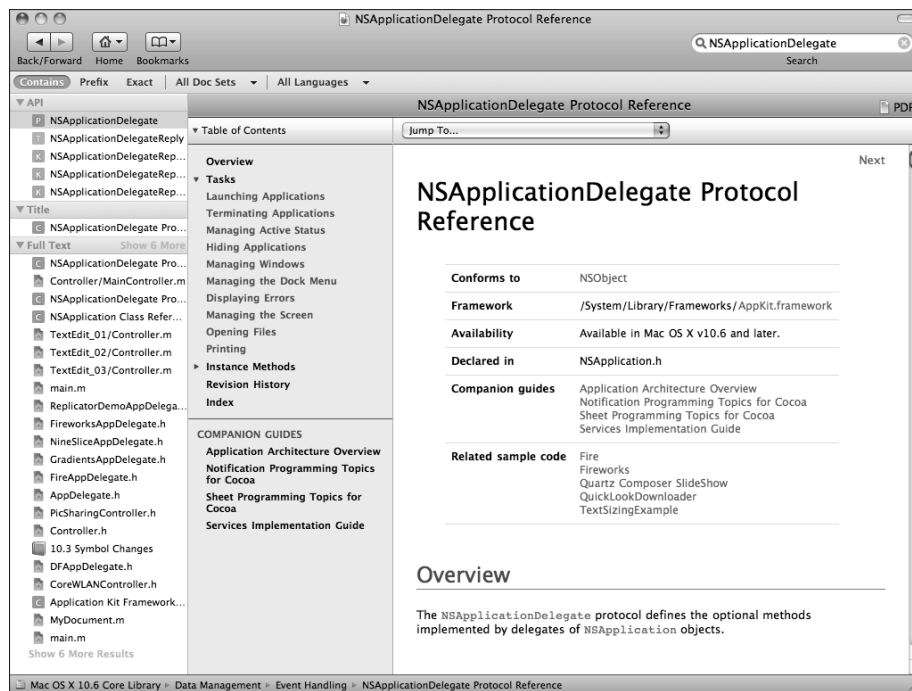 NSApplicationDelegate Protocol Reference
NSApplicationDelegate
Back/Forward Home Bookmarks
Search
Contains Prefix Exact All Doc Sets All Languages
API
NSApplicationDelegate
NSApplicationDelegateReply
NSApplicationDelegateRep...
NSApplicationDelegateRep...
NSApplicationDelegateRep...
Title
NSApplicationDelegate Pro...
Full Text Show 6 More
NSApplicationDelegate Pro...
Controller/MainController.m
NSApplicationDelegate Pro...
NSApplication Class Refer...
TextEdit_01/Controller.m
TextEdit_02/Controller.m
TextEdit_03/Controller.m
main.m
ReplicatorDemoAppDelega...
FireworksAppDelegate.h
NineSliceAppDelegate.h
GradientsAppDelegate.h
FireAppDelegate.h
AppDelegate.h
PicSharingController.h
Controller.h
10.3 Symbol Changes
DFAppDelegate.h
CoreWLANController.h
Application Kit Framework...
MyDocument.m
main.m
Show 6 More Results
NSApplicationDelegate Protocol Reference
PDF
Table of Contents
Jump To...
Overview
Tasks
Launching Applications
Terminating Applications
Managing Active Status
Hiding Applications
Managing Windows
Managing the Dock Menu
Displaying Errors
Managing the Screen
Opening Files
Printing
Instance Methods
Revision History
Index
COMPANION GUIDES
Application Architecture Overview
Notification Programming Topics
for Cocoa
Sheet Programming Topics for
Cocoa
Services Implementation Guide
Next
NSApplicationDelegate Protocol
Reference
Conforms to NSObject
Framework /System/Library/Frameworks/AppKit.framework
Availability Available in Mac OS X v10.6 and later.
Declared in NSApplication.h
Companion guides Application Architecture Overview
Notification Programming Topics for Cocoa
Sheet Programming Topics for Cocoa
Services Implementation Guide
Related sample code Fire
Fireworks
Quartz Composer SlideShow
QuickLookDownloader
TextSizingExample
Overview
The NSApplicationDelegate protocol defines the optional methods
implemented by delegates of NSApplication objects.
Mac OS X 10.6 Core Library Data Management Event Handling NSApplicationDelegate Protocol Reference